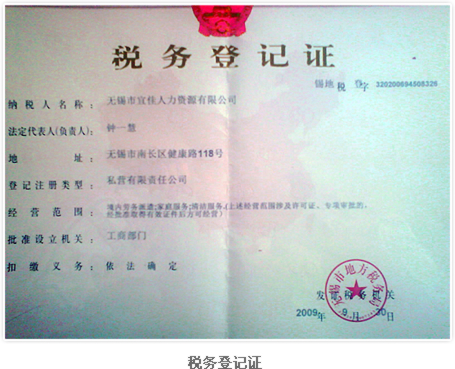 税务登记证
锡地 税 登字 320200694508326
纳税人名称： 无锡市宜佳人力资源有限公司
法定代表人(负责人)： 钟一慧
地 址： 无锡市南长区健康路118号
登记注册类型： 私营有限责任公司
经营范围： 境内劳务派遣;家庭服务;清洁服务.(上述经营范围涉及许可证、专项审批的,
经批准取得有效证件后方可经营)
批准设立机关： 工商部门
扣缴义务： 依法确定
无锡市地方税务局
发证税务机关
2009年 9月 30日
税务登记证